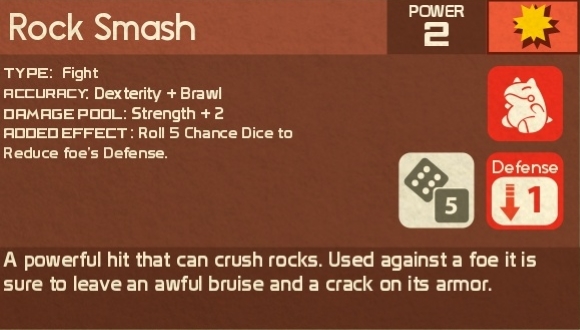 Rock Smash
POWER
2
TYPE: Fight
ACCURACY: Dexterity + Brawl
DAMAGE POOL: Strength + 2
ADDED EFFECT: Roll 5 Chance Dice to
Reduce foe's Defense.
5
Defense
1
A powerful hit that can crush rocks. Used against a foe it is
sure to leave an awful bruise and a crack on its armor.